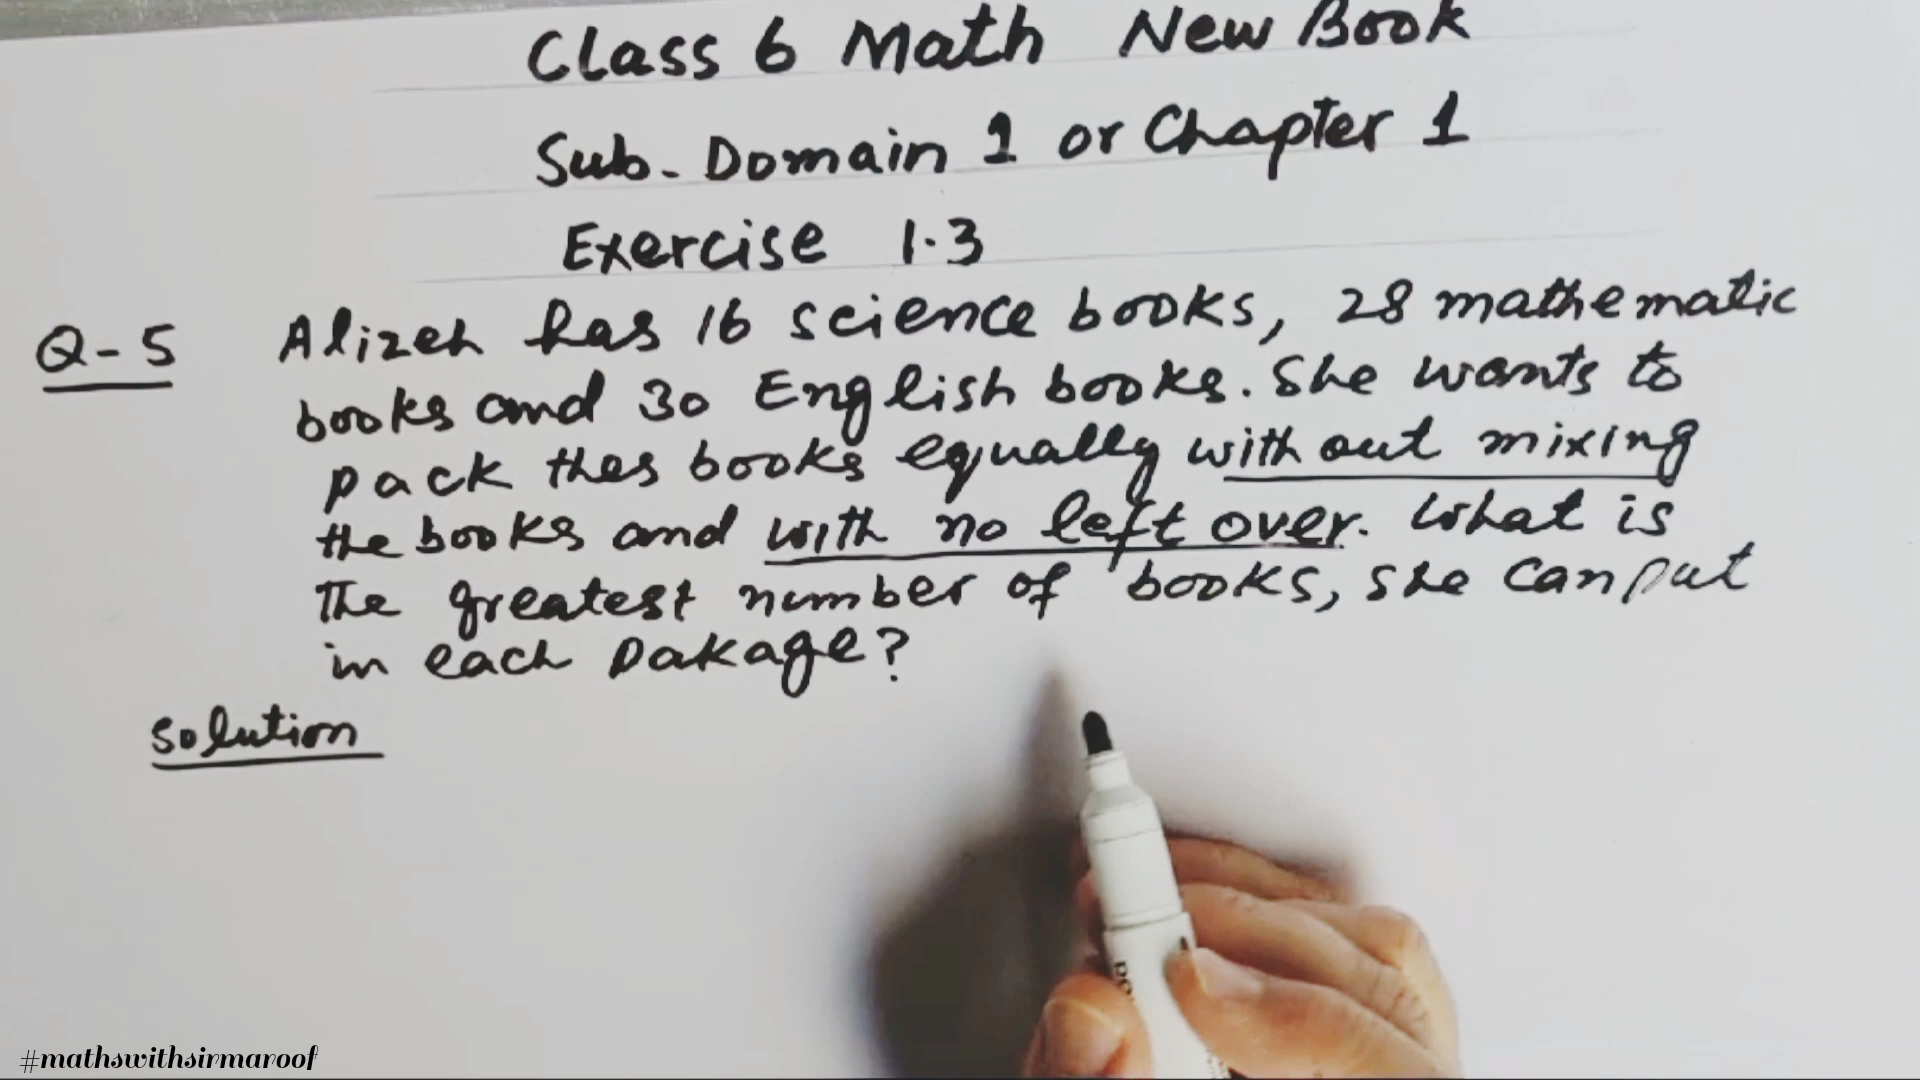 Class 6 Math New Book
Sub-Domain 1 or Chapter 1
Exercise 1.3
Q-5 Alizeh has 16 science books, 28 mathematic
books and 30 English books. She wants to
pack thes books equally with out mixing
the books and with no left over. What is
The greatest number of books, she can put
in each Pakage?
Solution
#mathswithsirmaroof